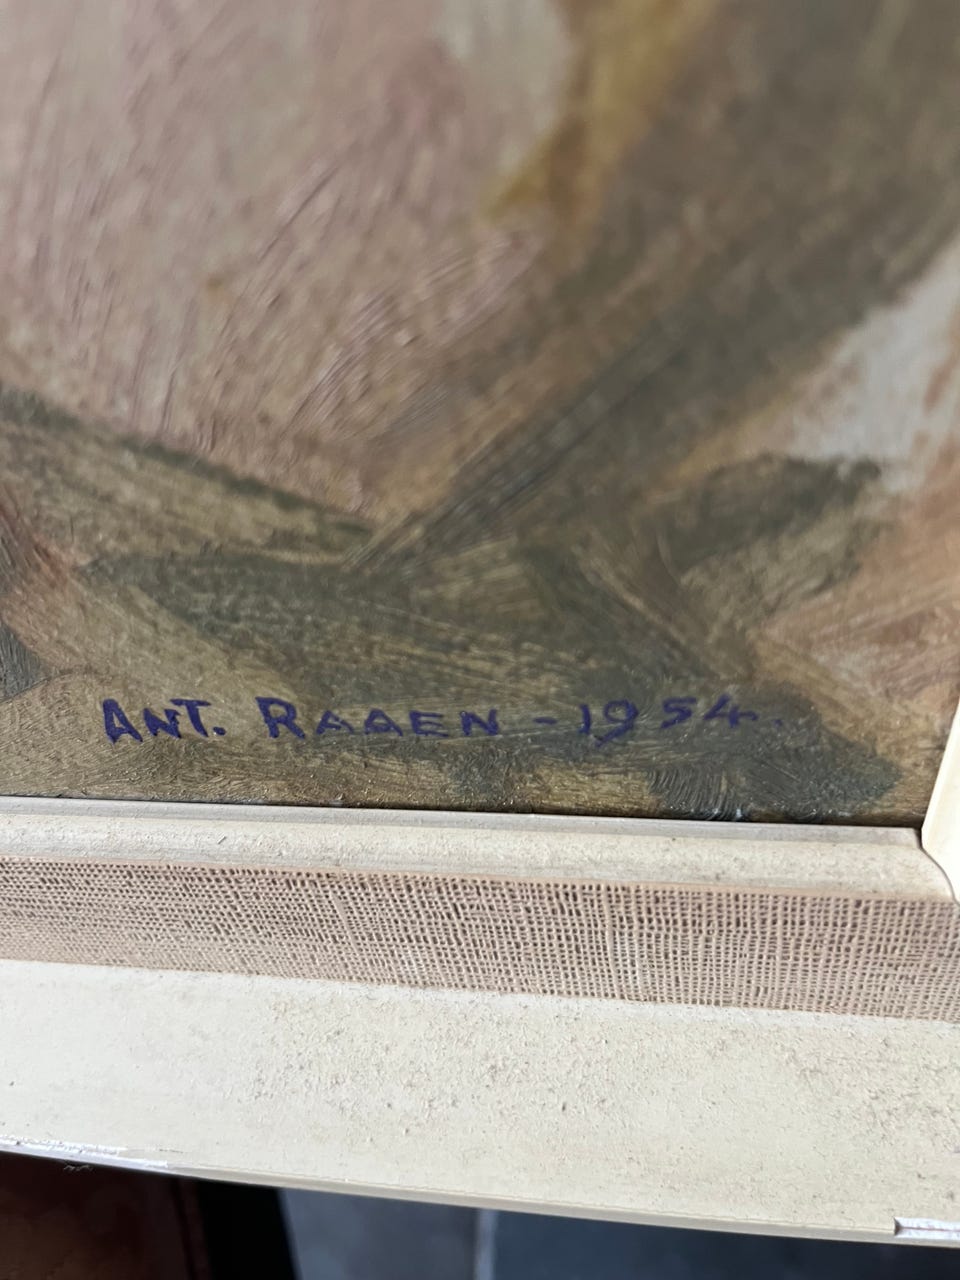 ANT. RAAEN - 1954.